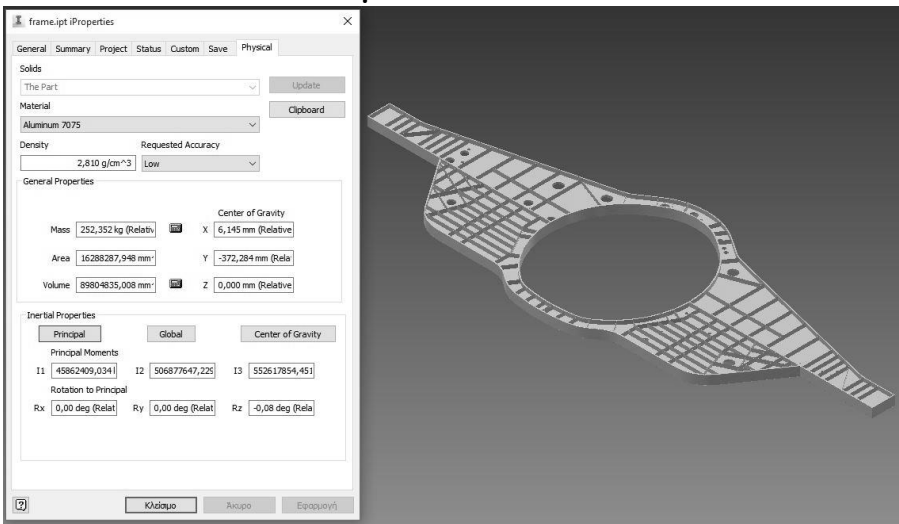 frame.ipt iProperties
General Summary Project Status Custom Save Physical
Solids
The Part
Update
Material
Clipboard
Aluminum 7075
Density Requested Accuracy
2,810 g/cm^3 Low
General Properties
Center of Gravity
Mass 252,352 kg (Relativ X 6,145 mm (Relative
Area 16288287,948 mm Y -372,284 mm (Rela
Volume 89804835,008 mm Z 0,000 mm (Relative
Inertial Properties
Principal Global Center of Gravity
Principal Moments
I1 45862409,034 I2 506877647,229 I3 552617854,451
Rotation to Principal
Rx 0,00 deg (Relat Ry 0,00 deg (Relat Rz -0,08 deg (Rela
Κλείσιμο Άκυρο Εφαρμογή